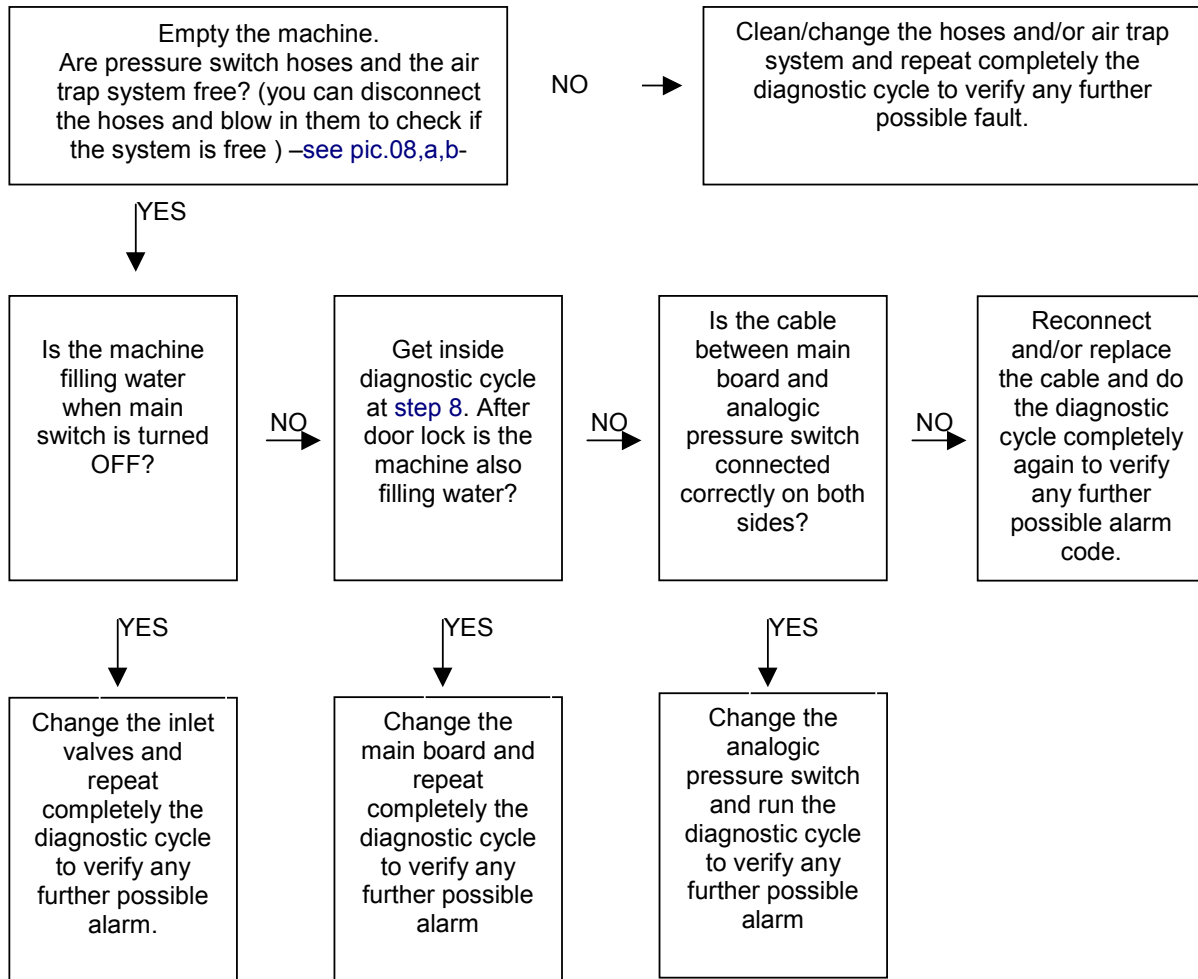 Empty the machine.
Are pressure switch hoses and the air
trap system free? (you can disconnect
the hoses and blow in them to check if
the system is free ) –see pic.08,a,b-
NO
Clean/change the hoses and/or air trap
system and repeat completely the
diagnostic cycle to verify any further
possible fault.
YES
Is the machine
filling water
when main
switch is turned
OFF?
NO
Get inside
diagnostic cycle
at step 8. After
door lock is the
machine also
filling water?
NO
Is the cable
between main
board and
analogic
pressure switch
connected
correctly on both
sides?
NO
Reconnect
and/or replace
the cable and do
the diagnostic
cycle completely
again to verify
any further
possible alarm
code.
YES
YES
YES
Change the inlet
valves and
repeat
completely the
diagnostic cycle
to verify any
further possible
alarm.
Change the
main board and
repeat
completely the
diagnostic cycle
to verify any
further possible
alarm
Change the
analogic
pressure switch
and run the
diagnostic cycle
to verify any
further possible
alarm